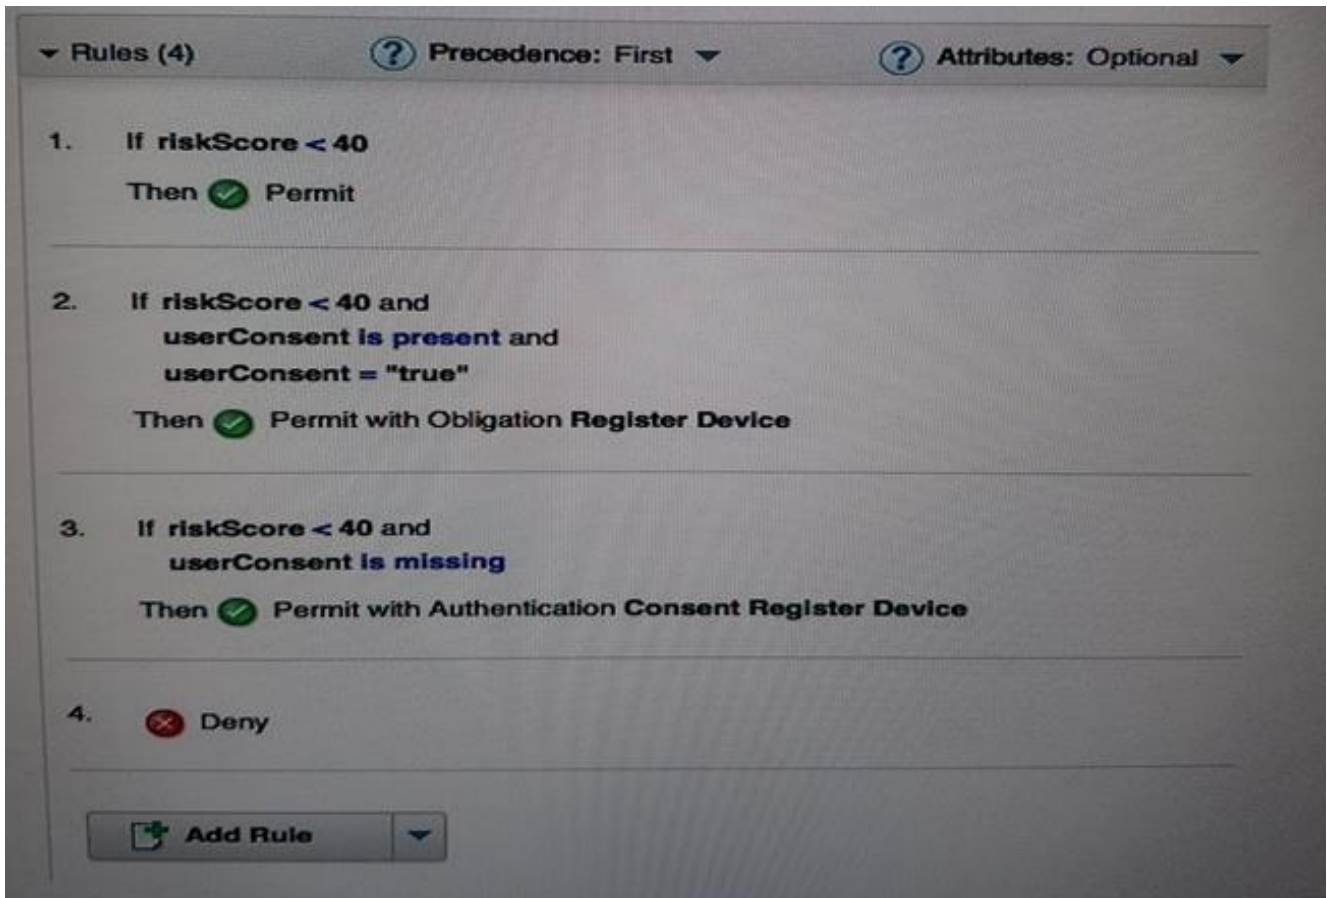 Rules (4) ? Precedence: First ? Attributes: Optional
1. If riskScore < 40
Then Permit
2. If riskScore < 40 and
userConsent is present and
userConsent = "true"
Then Permit with Obligation Register Device
3. If riskScore < 40 and
userConsent is missing
Then Permit with Authentication Consent Register Device
4. Deny
Add Rule